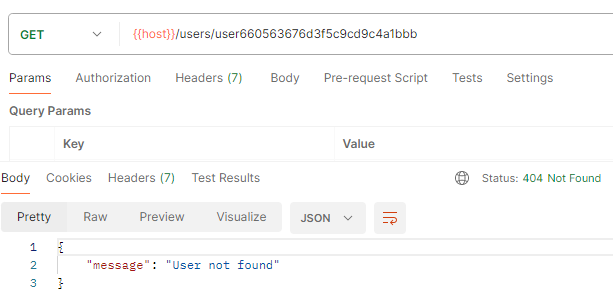 GET {{host}}/users/user660563676d3f5c9cd9c4a1bbb
Params Authorization Headers (7) Body Pre-request Script Tests Settings
Query Params
Key Value
Body Cookies Headers (7) Test Results Status: 404 Not Found
Pretty Raw Preview Visualize JSON
1 {
2 "message": "User not found"
3 }